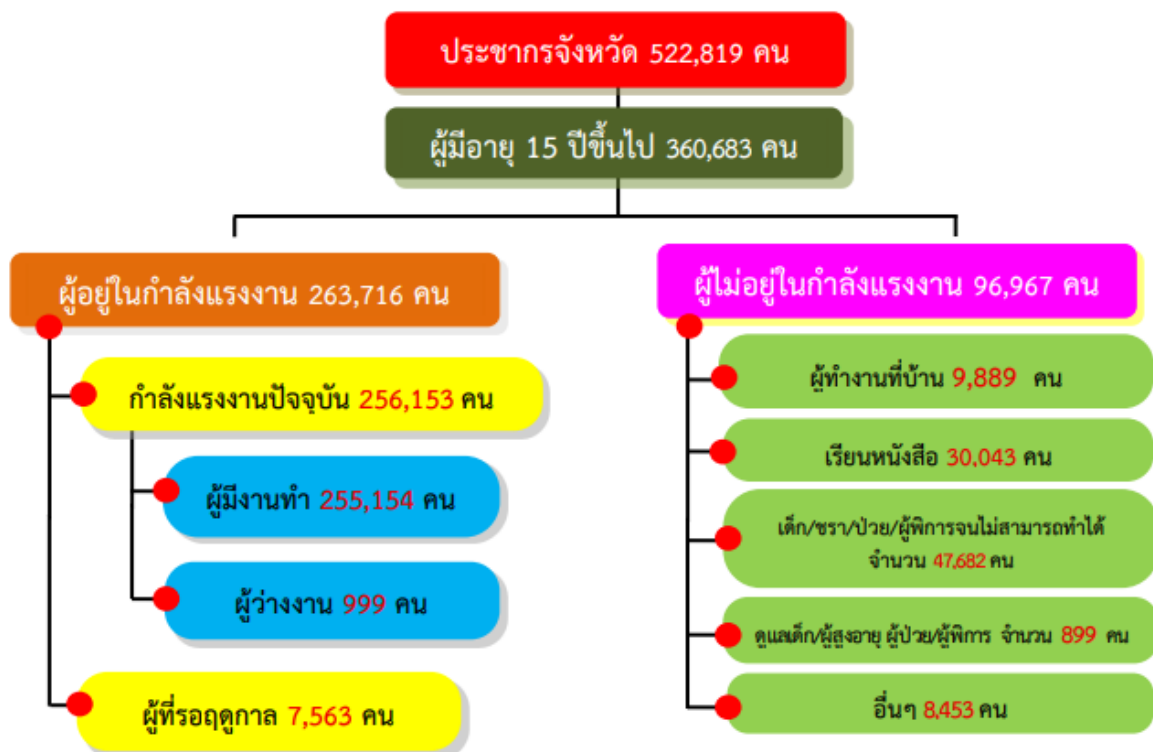 ประชากรจังหวัด 522,819 คน
ผู้มีอายุ 15 ปีขึ้นไป 360,683 คน
ผู้อยู่ในกำลังแรงงาน 263,716 คน
กำลังแรงงานปัจจุบัน 256,153 คน
ผู้มีงานทำ 255,154 คน
ผู้ว่างงาน 999 คน
ผู้ที่รอฤดูกาล 7,563 คน
ผู้ไม่อยู่ในกำลังแรงงาน 96,967 คน
ผู้ทำงานที่บ้าน 9,889 คน
เรียนหนังสือ 30,043 คน
เด็ก/ชรา/ป่วย/ผู้พิการจนไม่สามารถทำได้
จำนวน 47,682 คน
ดูแลเด็ก/ผู้สูงอายุ ผู้ป่วย/ผู้พิการ จำนวน 899 คน
อื่นๆ 8,453 คน